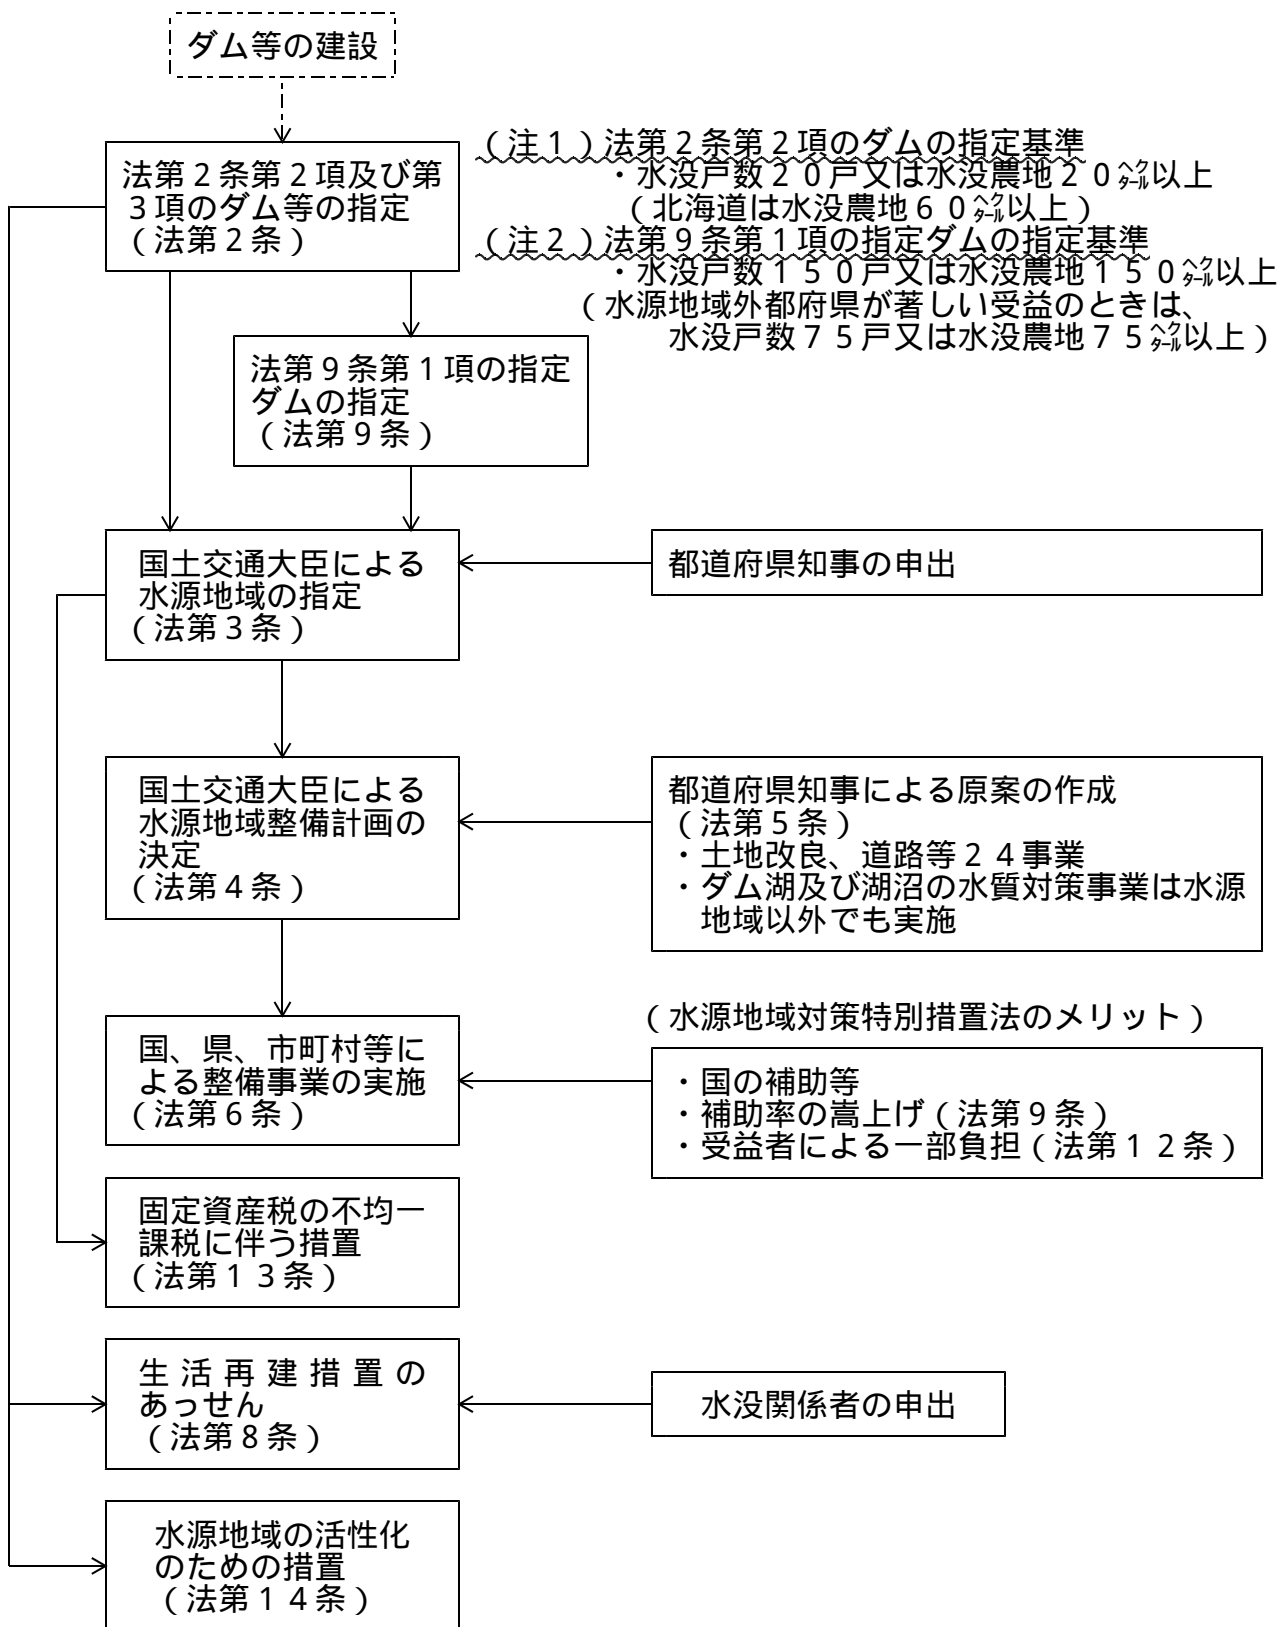 ダム等の建設
（注１）法第２条第２項のダムの指定基準
・水没戸数２０戸又は水没農地２０㌶以上
（北海道は水没農地６０㌶以上）
（注２）法第９条第１項の指定ダムの指定基準
・水没戸数１５０戸又は水没農地１５０㌶以上
（水源地域外都府県が著しい受益のときは、
水没戸数７５戸又は水没農地７５㌶以上）
法第２条第２項及び第
３項のダム等の指定
（法第２条）
法第９条第１項の指定
ダムの指定
（法第９条）
国土交通大臣による
水源地域の指定
（法第３条）
都道府県知事の申出
国土交通大臣による
水源地域整備計画の
決定
（法第４条）
都道府県知事による原案の作成
（法第５条）
・土地改良、道路等２４事業
・ダム湖及び湖沼の水質対策事業は水源
地域以外でも実施
（水源地域対策特別措置法のメリット）
国、県、市町村等に
よる整備事業の実施
（法第６条）
・国の補助等
・補助率の嵩上げ（法第９条）
・受益者による一部負担（法第１２条）
固定資産税の不均一
課税に伴う措置
（法第１３条）
生活再建措置の
あっせん
（法第８条）
水没関係者の申出
水源地域の活性化
のための措置
（法第１４条）